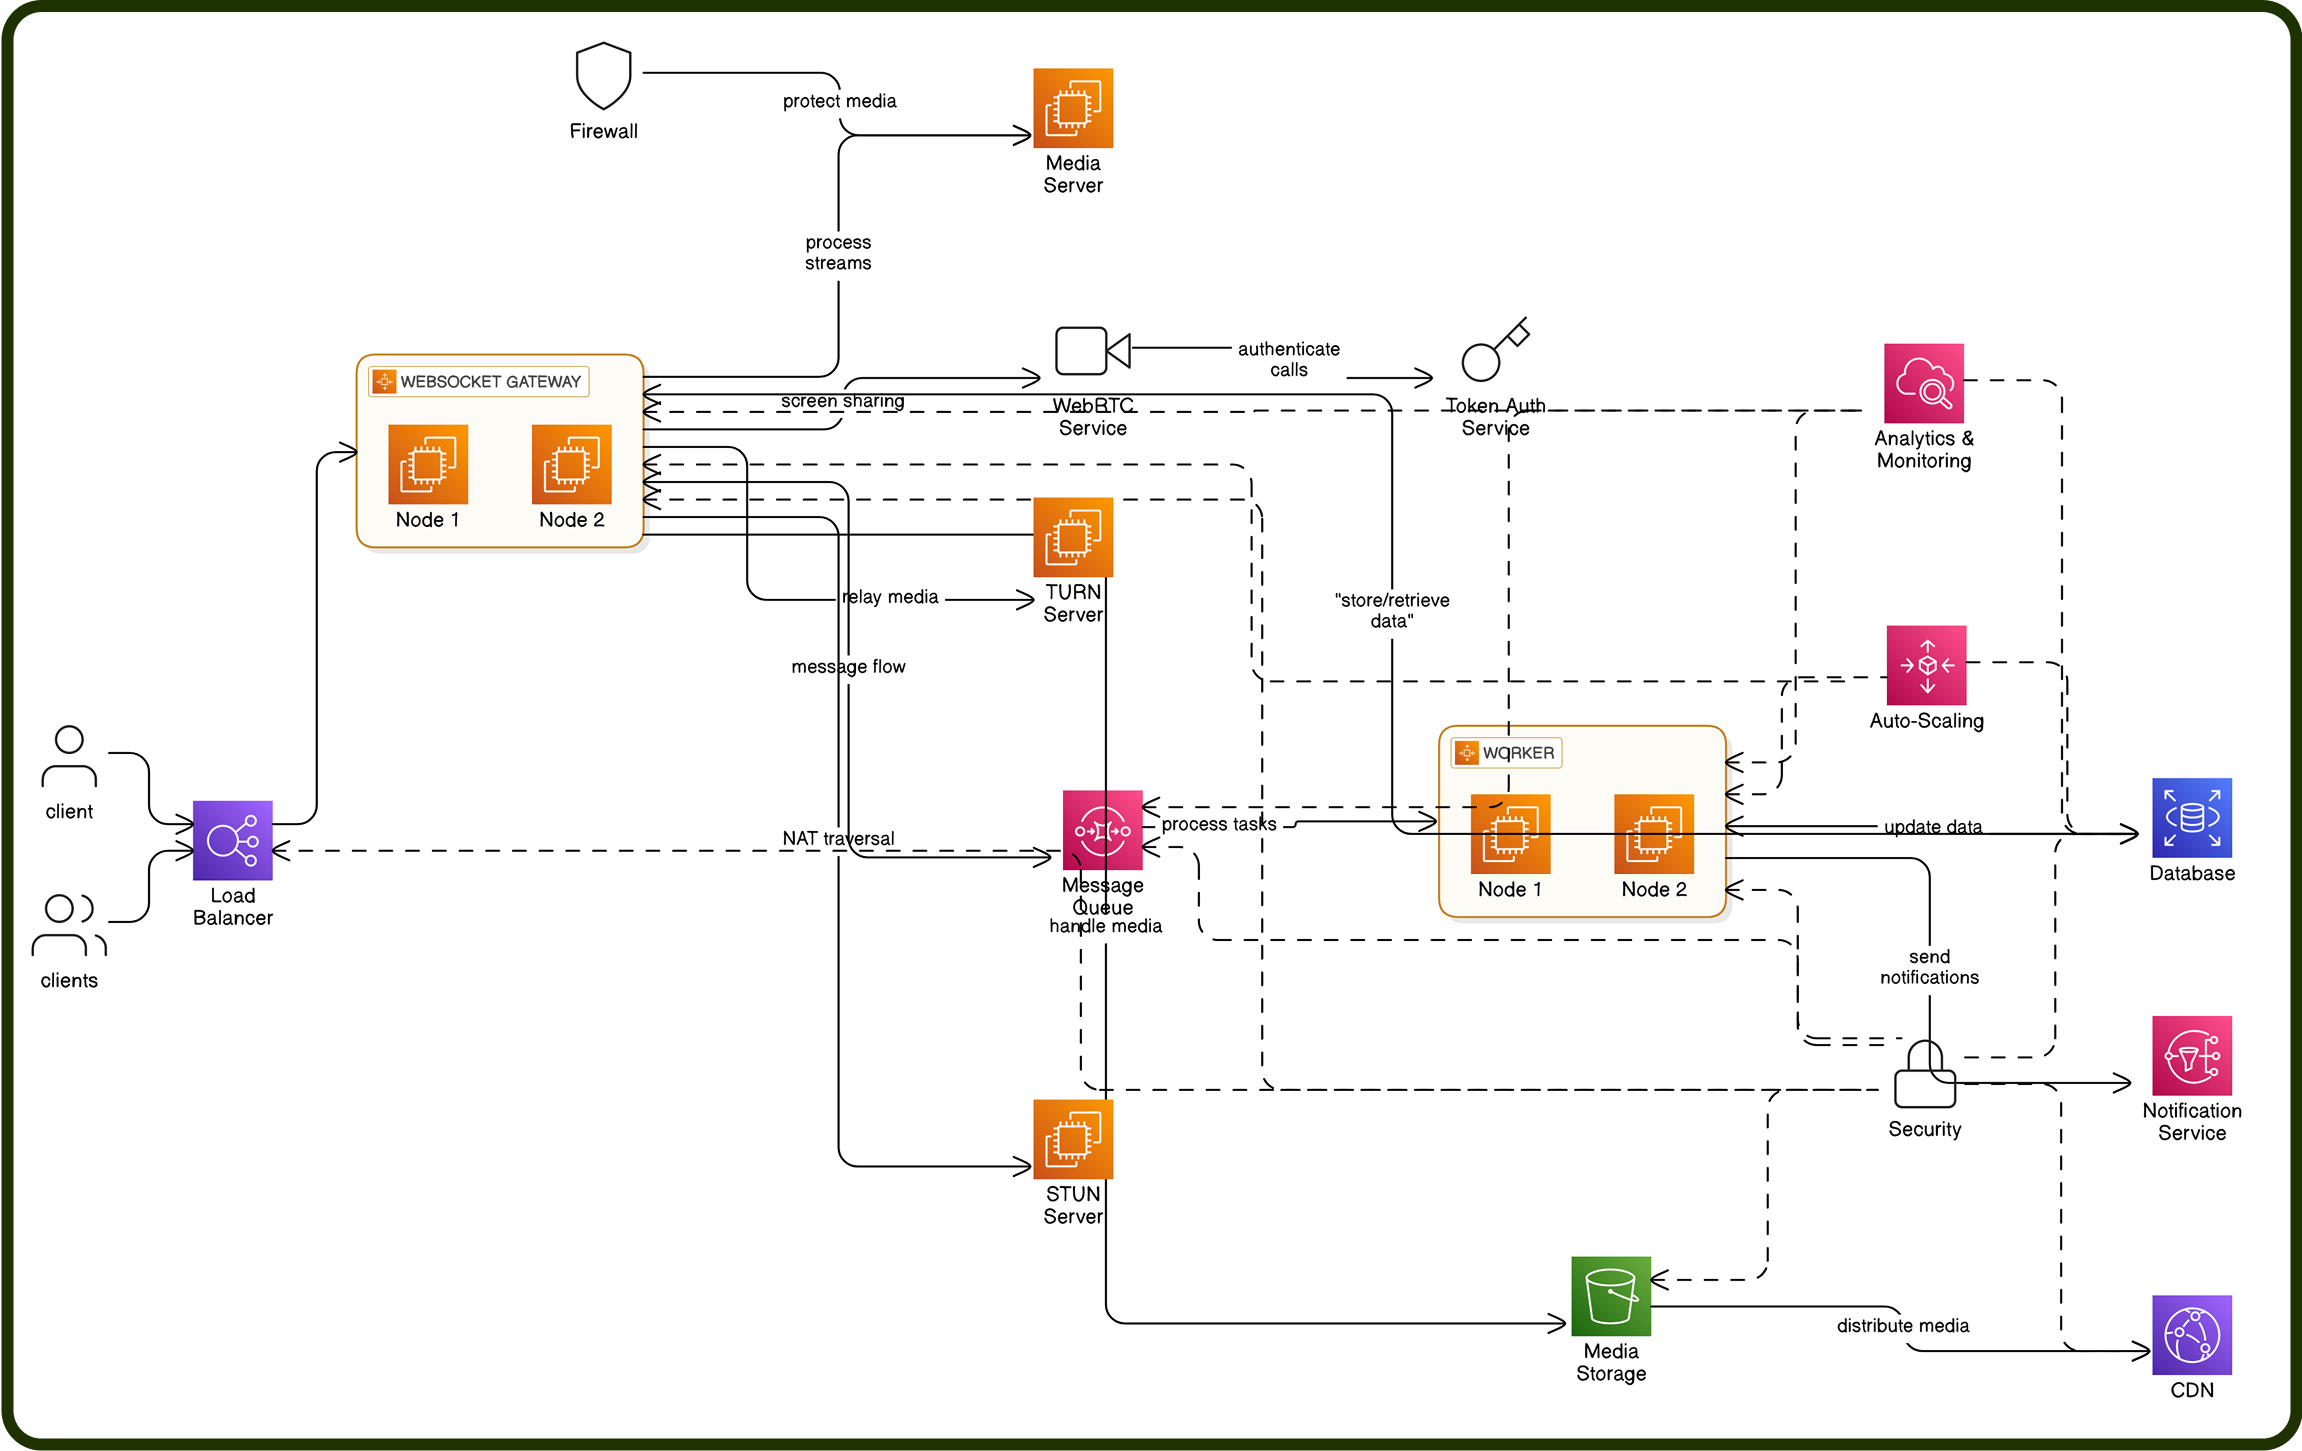 protect media
Firewall
Media
Server
process
streams
authenticate
calls
WEBSOCKET GATEWAY
screen sharing
WebRTC
Service
Token Auth
Service
Analytics &
Monitoring
Node 1
Node 2
TURN
Server
relay media
"store/retrieve
data"
message flow
Auto-Scaling
WORKER
client
process tasks
update data
NAT traversal
Load
Balancer
Message
Queue
handle media
Node 1
Node 2
Database
clients
send
notifications
Security
Notification
Service
STUN
Server
distribute media
Media
Storage
CDN